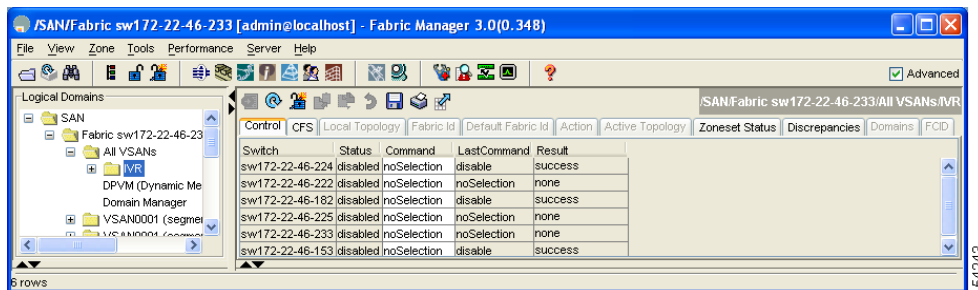 /SAN/Fabric sw172-22-46-233 [admin@localhost] - Fabric Manager 3.0(0.348)
File View Zone Tools Performance Server Help
Advanced
Logical Domains
SAN
Fabric sw172-22-46-23
All VSANs
IVR
DPVM (Dynamic Me
Domain Manager
VSAN0001 (segmer
/SAN/Fabric sw172-22-46-233/All VSANs/IVR
Control CFS Local Topology Fabric Id Default Fabric Id Action Active Topology Zoneset Status Discrepancies Domains FCID
Switch Status Command LastCommand Result
sw172-22-46-224 disabled noSelection disable success
sw172-22-46-222 disabled noSelection noSelection none
sw172-22-46-182 disabled noSelection disable success
sw172-22-46-225 disabled noSelection noSelection none
sw172-22-46-233 disabled noSelection noSelection none
sw172-22-46-153 disabled noSelection disable success
6 rows